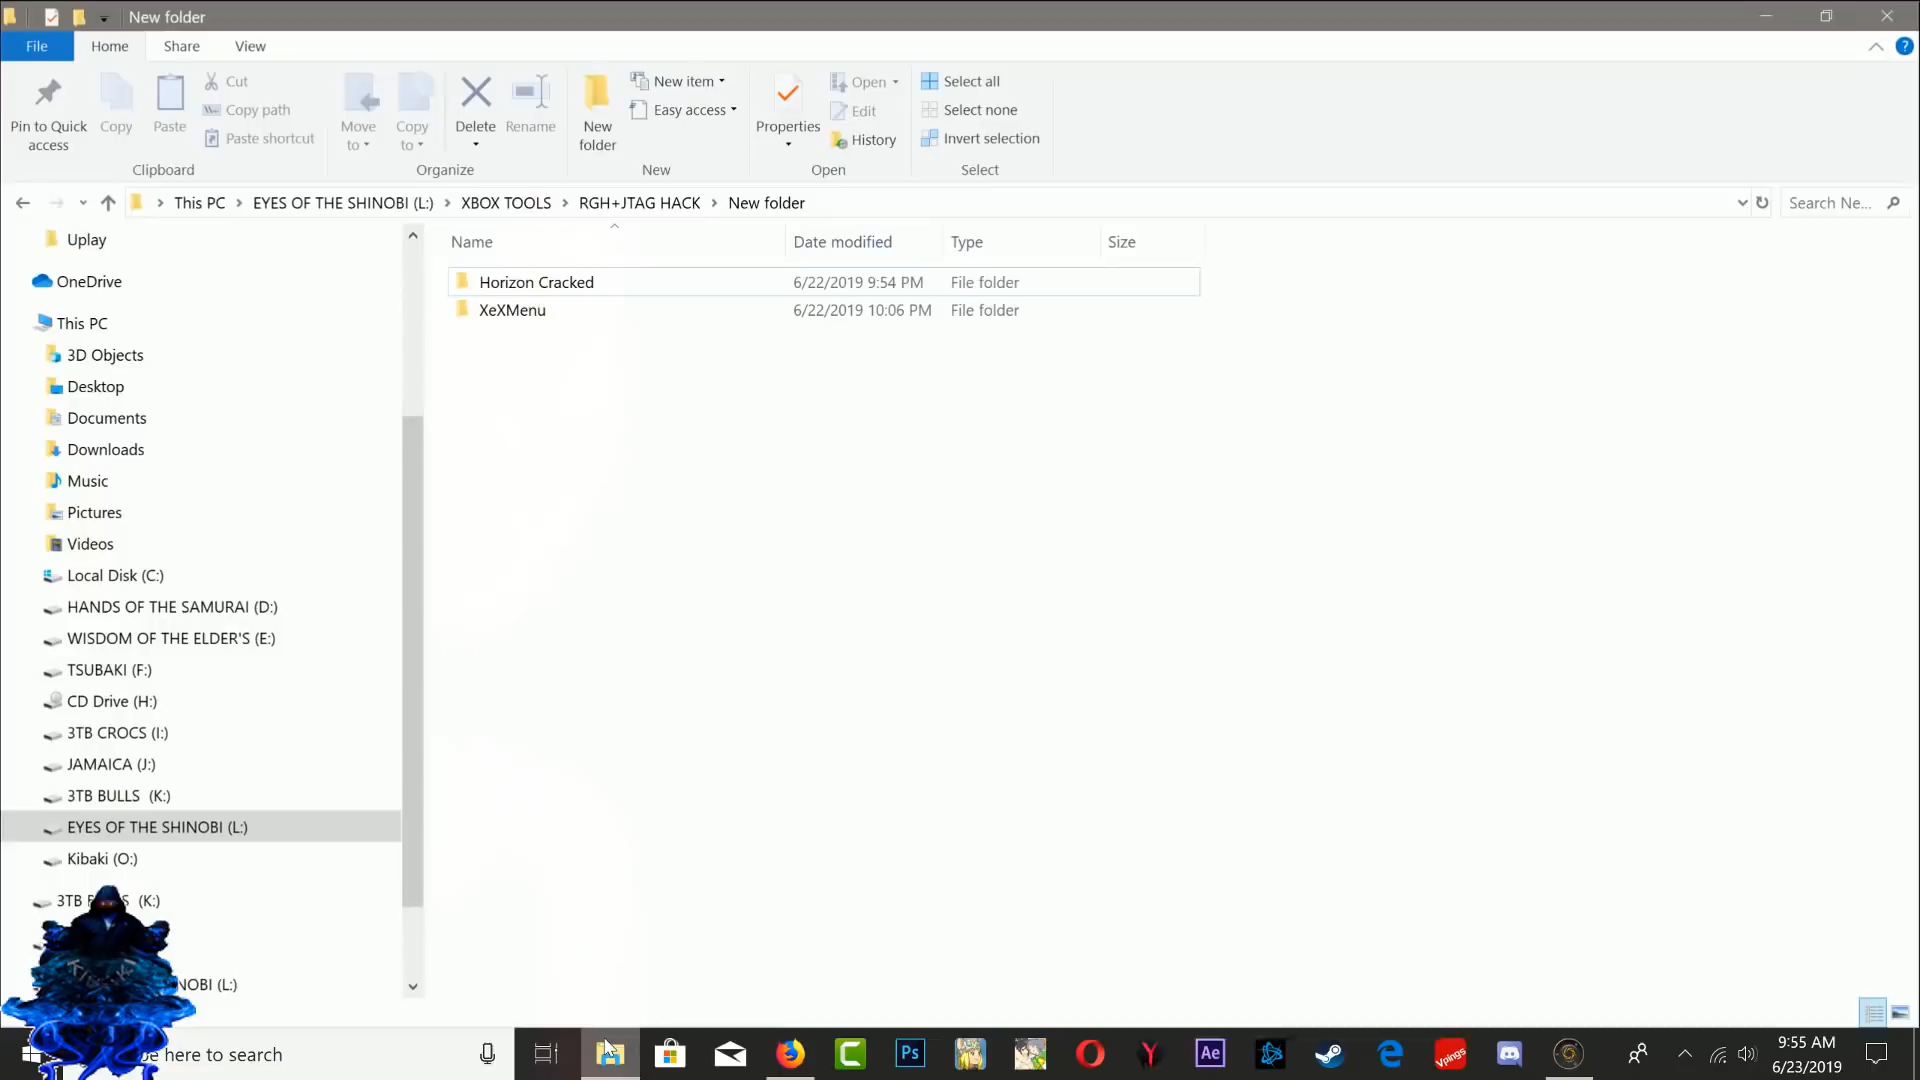 New folder
File Home Share View
Pin to Quick access
Copy
Paste
Cut
Copy path
Paste shortcut
Clipboard
Move to
Copy to
Delete
Rename
Organize
New folder
New item
Easy access
New
Properties
Open
Edit
History
Open
Select all
Select none
Invert selection
Select
This PC > EYES OF THE SHINOBI (L:) > XBOX TOOLS > RGH+JTAG HACK > New folder
Search Ne...
Name Date modified Type Size
Horizon Cracked 6/22/2019 9:54 PM File folder
XeXMenu 6/22/2019 10:06 PM File folder
Uplay
OneDrive
This PC
3D Objects
Desktop
Documents
Downloads
Music
Pictures
Videos
Local Disk (C:)
HANDS OF THE SAMURAI (D:)
WISDOM OF THE ELDER'S (E:)
TSUBAKI (F:)
CD Drive (H:)
3TB CROCS (I:)
JAMAICA (J:)
3TB BULLS (K:)
EYES OF THE SHINOBI (L:)
Kibaki (O:)
3TB B S (K:)
NOBI (L:)
e here to search
Ps
Ae
Vpings
9:55 AM
6/23/2019